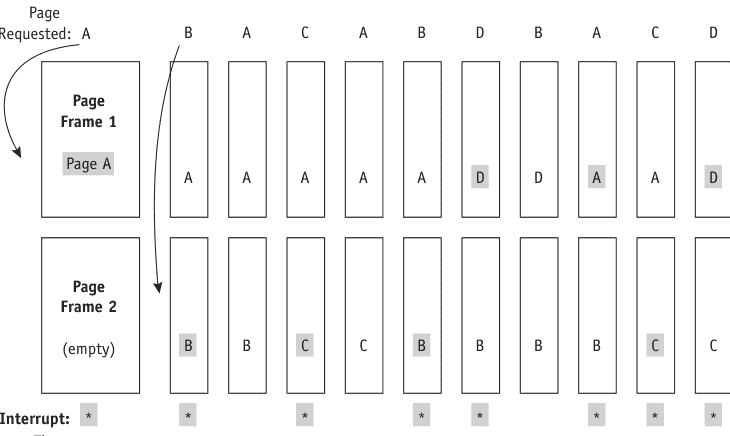 Page
Requested: A B A C A B D B A C D
Page
Frame 1
Page A
A A A A A D D A A D
Page
Frame 2
(empty)
B B C C B B B B C C
Interrupt: * * * * * * * *